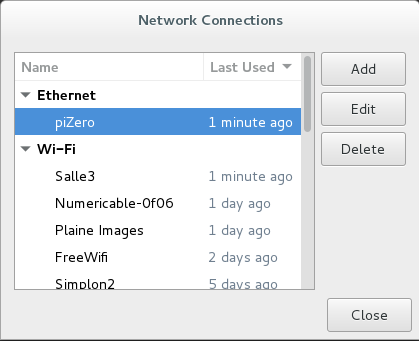 Network Connections
Name Last Used
Add
Ethernet
Edit
piZero 1 minute ago
Delete
Wi-Fi
Salle3 1 minute ago
Numericable-0f06 1 day ago
Plaine Images 1 day ago
FreeWifi 2 days ago
Simplon2 5 days ago
Close